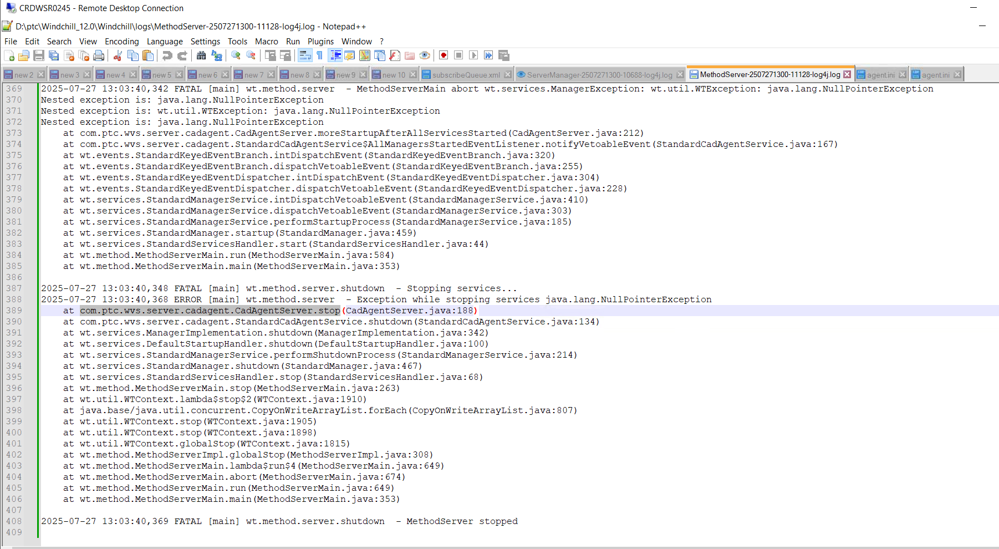 CRDWSR0245 - Remote Desktop Connection
D:\ptc\Windchill_12.0\Windchill\logs\MethodServer-2507271300-11128-log4j.log - Notepad++
File Edit Search View Encoding Language Settings Tools Macro Run Plugins Window ?
new 2 new 3 new 4 new 5 new 6 new 7 new 8 new 9 new 10 subscribeQueue.xml ServerManager-2507271300-10688-log4j.log MethodServer-2507271300-11128-log4j.log agent.ini agent.ini
369 2025-07-27 13:03:40,342 FATAL [main] wt.method.server  - MethodServerMain abort wt.services.ManagerException: wt.util.WTException: java.lang.NullPointerException
370 Nested exception is: java.lang.NullPointerException
371 Nested exception is: wt.util.WTException: java.lang.NullPointerException
372 Nested exception is: java.lang.NullPointerException
373 at com.ptc.wvs.server.cadagent.CadAgentServer.moreStartupAfterAllServicesStarted(CadAgentServer.java:212)
374 at com.ptc.wvs.server.cadagent.StandardCadAgentService$AllManagersStartedEventListener.notifyVetoableEvent(StandardCadAgentService.java:167)
375 at wt.events.StandardKeyedEventBranch.intDispatchEvent(StandardKeyedEventBranch.java:320)
376 at wt.events.StandardKeyedEventBranch.dispatchVetoableEvent(StandardKeyedEventBranch.java:255)
377 at wt.events.StandardKeyedEventDispatcher.intDispatchEvent(StandardKeyedEventDispatcher.java:304)
378 at wt.events.StandardKeyedEventDispatcher.dispatchVetoableEvent(StandardKeyedEventDispatcher.java:228)
379 at wt.services.StandardManagerService.intDispatchVetoableEvent(StandardManagerService.java:410)
380 at wt.services.StandardManagerService.dispatchVetoableEvent(StandardManagerService.java:303)
381 at wt.services.StandardManagerService.performStartupProcess(StandardManagerService.java:185)
382 at wt.services.StandardManager.startup(StandardManager.java:459)
383 at wt.services.StandardServicesHandler.start(StandardServicesHandler.java:44)
384 at wt.method.MethodServerMain.run(MethodServerMain.java:584)
385 at wt.method.MethodServerMain.main(MethodServerMain.java:353)
386
387 2025-07-27 13:03:40,348 FATAL [main] wt.method.server.shutdown  - Stopping services...
388 2025-07-27 13:03:40,368 ERROR [main] wt.method.server  - Exception while stopping services java.lang.NullPointerException
389 at com.ptc.wvs.server.cadagent.CadAgentServer.stop(CadAgentServer.java:188)
390 at com.ptc.wvs.server.cadagent.StandardCadAgentService.shutdown(StandardCadAgentService.java:134)
391 at wt.services.ManagerImplementation.shutdown(ManagerImplementation.java:342)
392 at wt.services.DefaultStartupHandler.shutdown(DefaultStartupHandler.java:100)
393 at wt.services.StandardManagerService.performShutdownProcess(StandardManagerService.java:214)
394 at wt.services.StandardManager.shutdown(StandardManager.java:467)
395 at wt.services.StandardServicesHandler.stop(StandardServicesHandler.java:68)
396 at wt.method.MethodServerMain.stop(MethodServerMain.java:263)
397 at wt.util.WTContext.lambda$stop$2(WTContext.java:1910)
398 at java.base/java.util.concurrent.CopyOnWriteArrayList.forEach(CopyOnWriteArrayList.java:807)
399 at wt.util.WTContext.stop(WTContext.java:1905)
400 at wt.util.WTContext.stop(WTContext.java:1898)
401 at wt.util.WTContext.globalStop(WTContext.java:1815)
402 at wt.method.MethodServerImpl.globalStop(MethodServerImpl.java:308)
403 at wt.method.MethodServerMain.lambda$run$4(MethodServerMain.java:649)
404 at wt.method.MethodServerMain.abort(MethodServerMain.java:674)
405 at wt.method.MethodServerMain.run(MethodServerMain.java:649)
406 at wt.method.MethodServerMain.main(MethodServerMain.java:353)
407
408 2025-07-27 13:03:40,369 FATAL [main] wt.method.server.shutdown  - MethodServer stopped
409